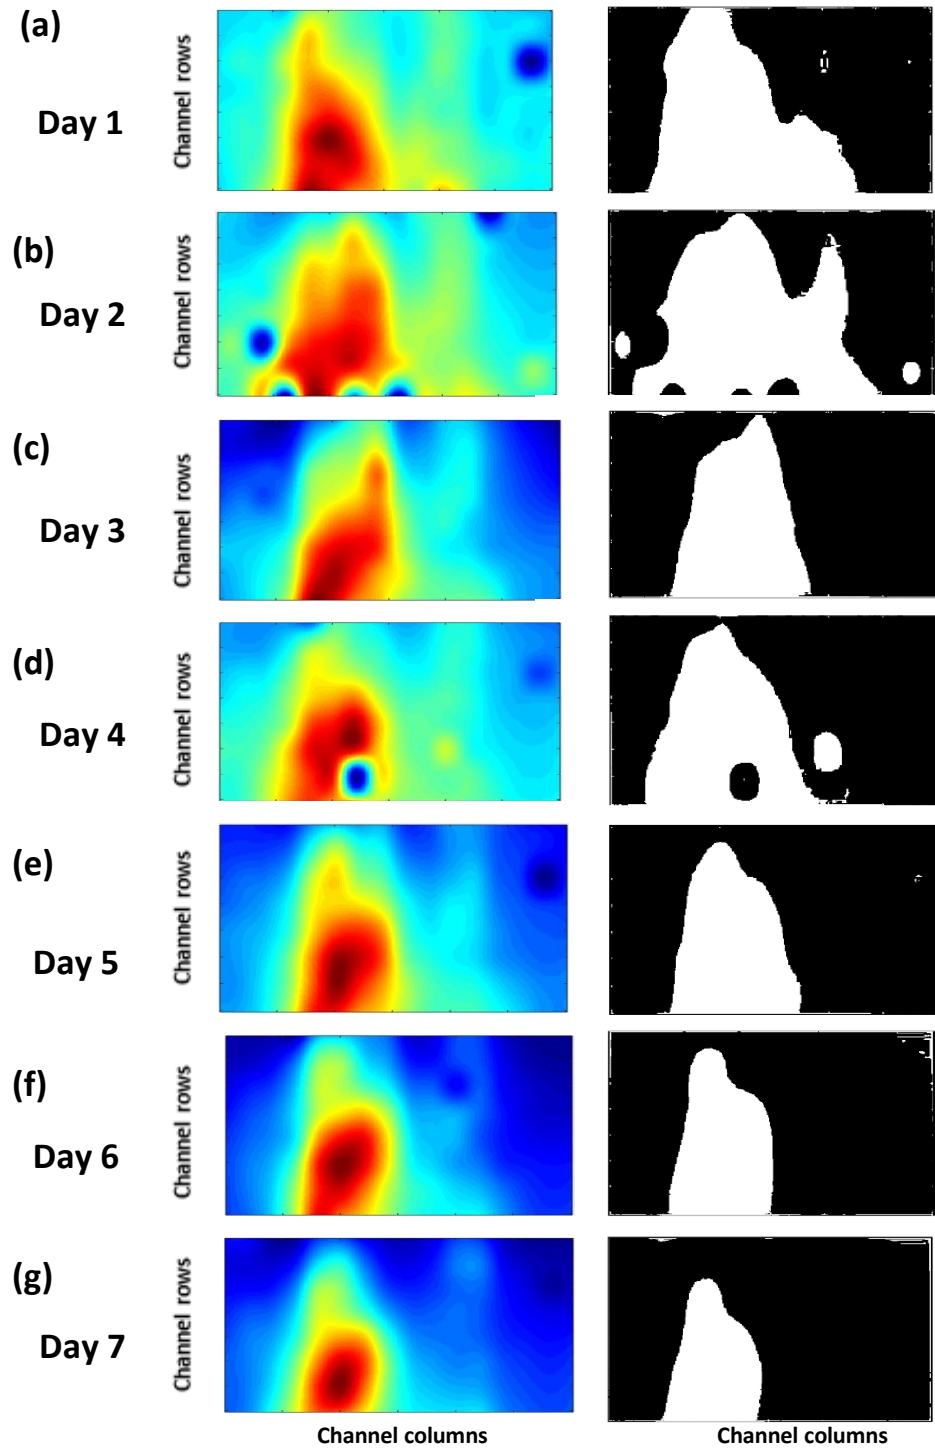 (a)
Day 1
Channel rows
(b)
Day 2
Channel rows
(c)
Day 3
Channel rows
(d)
Day 4
Channel rows
(e)
Day 5
Channel rows
(f)
Day 6
Channel rows
(g)
Day 7
Channel rows
Channel columns
Channel columns